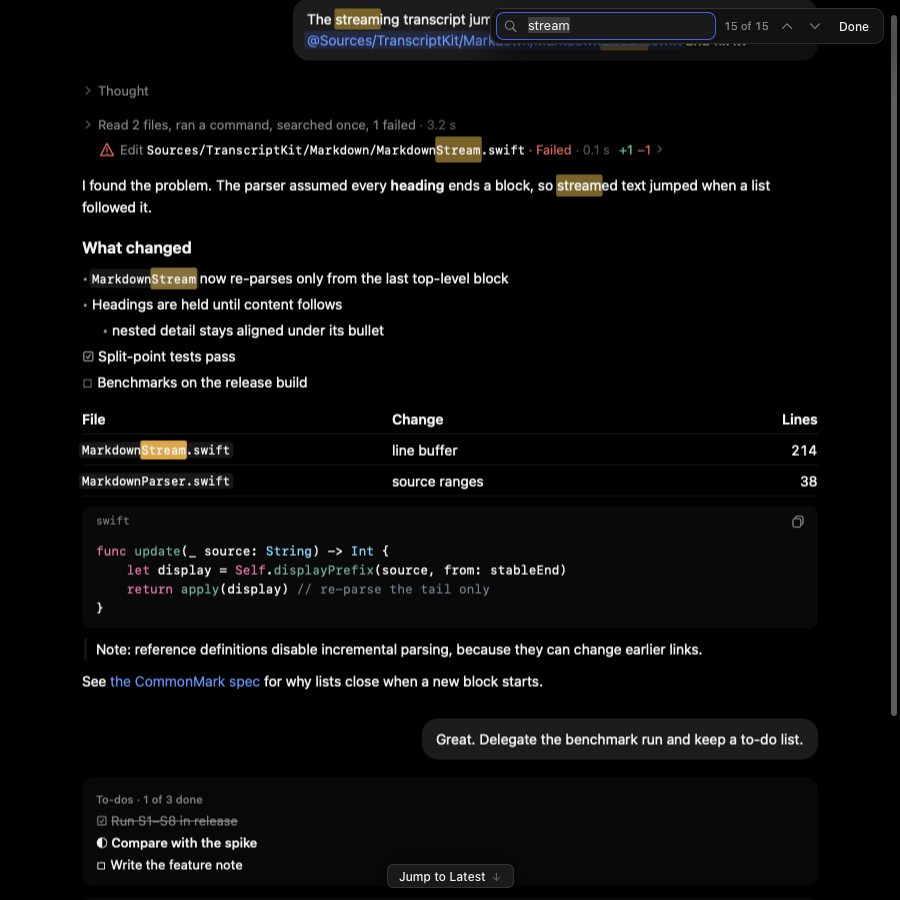 The streaming transcript jum
stream
15 of 15
Done
@Sources/TranscriptKit/Mark
Thought
Read 2 files, ran a command, searched once, 1 failed · 3.2 s
Edit Sources/TranscriptKit/Markdown/MarkdownStream.swift · Failed · 0.1 s +1 −1
I found the problem. The parser assumed every heading ends a block, so streamed text jumped when a list
followed it.
What changed
• MarkdownStream now re-parses only from the last top-level block
• Headings are held until content follows
• nested detail stays aligned under its bullet
☑ Split-point tests pass
☐ Benchmarks on the release build
File Change Lines
MarkdownStream.swift line buffer 214
MarkdownParser.swift source ranges 38
swift
func update(_ source: String) -> Int {
let display = Self.displayPrefix(source, from: stableEnd)
return apply(display) // re-parse the tail only
}
Note: reference definitions disable incremental parsing, because they can change earlier links.
See the CommonMark spec for why lists close when a new block starts.
Great. Delegate the benchmark run and keep a to-do list.
To-dos · 1 of 3 done
☑ Run S1–S8 in release
◐ Compare with the spike
☐ Write the feature note
Jump to Latest ↓